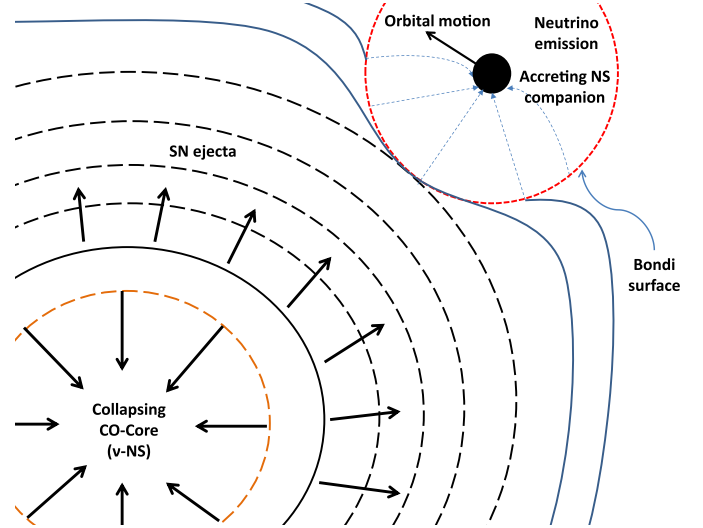 Orbital motion
Neutrino
emission
Accreting NS
companion
SN ejecta
Bondi
surface
Collapsing
CO-Core
(ν-NS)